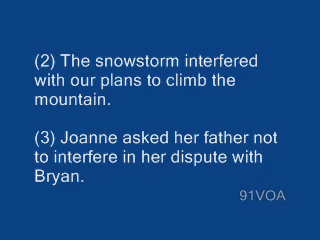 (2) The snowstorm interfered
with our plans to climb the
mountain.
(3) Joanne asked her father not
to interfere in her dispute with
Bryan.
91VOA